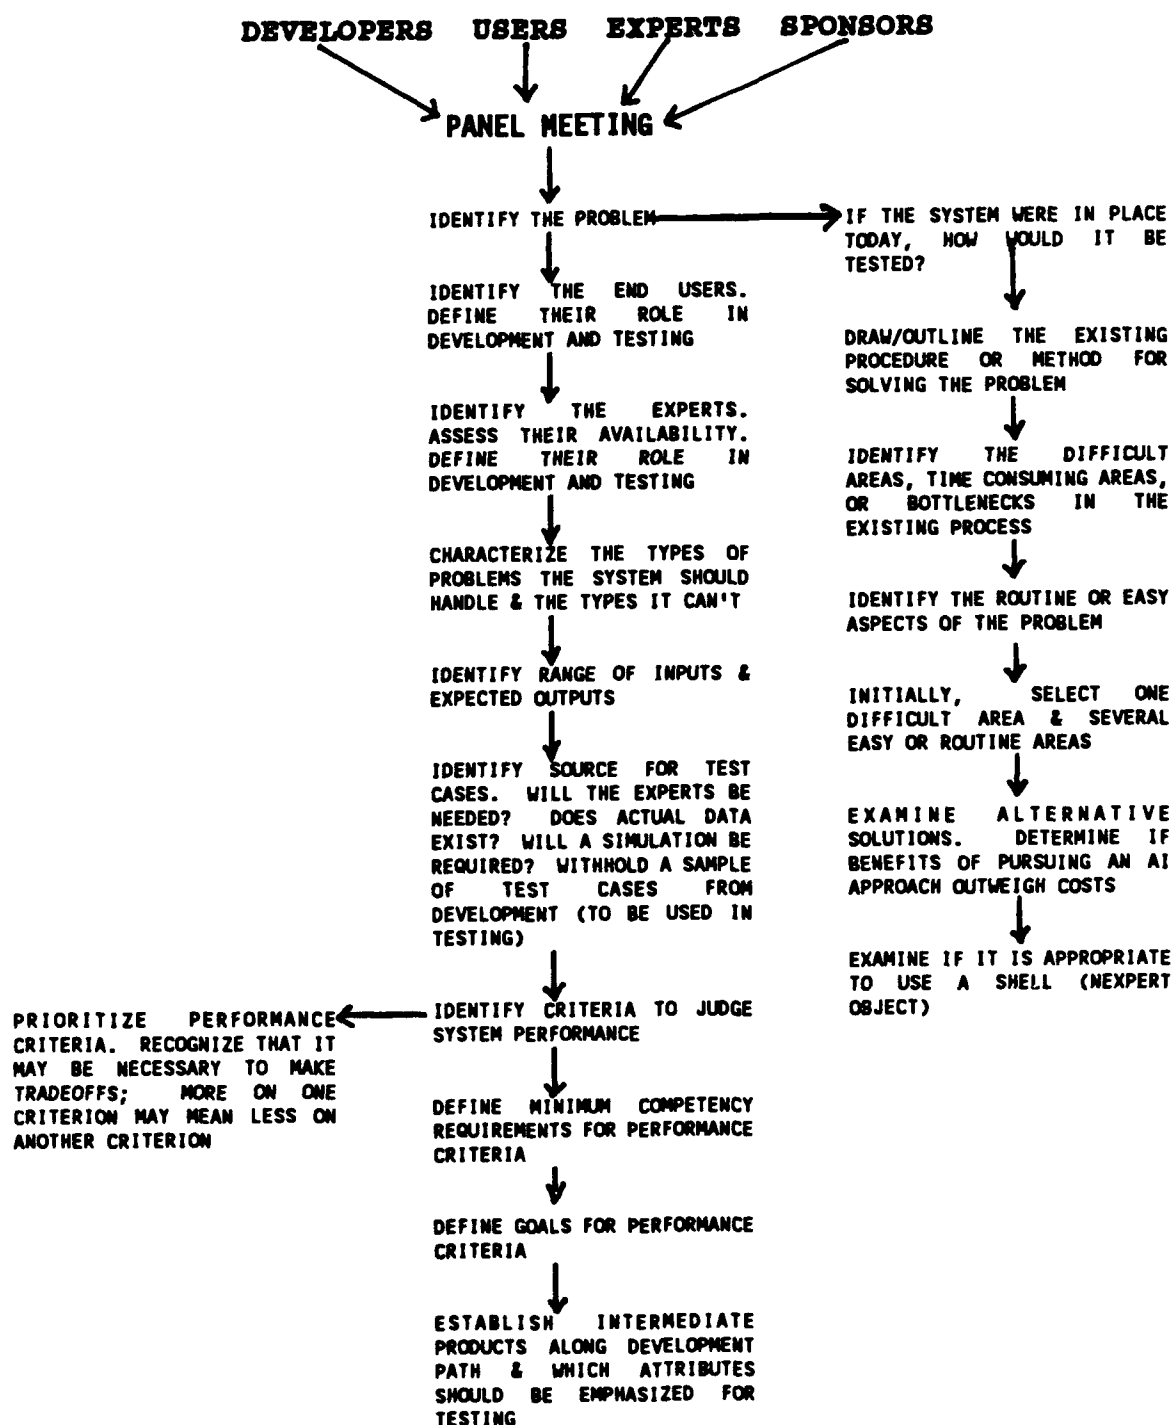 DEVELOPERS USERS EXPERTS SPONSORS
PANEL MEETING
IDENTIFY THE PROBLEM
IDENTIFY THE END USERS.
DEFINE THEIR ROLE IN
DEVELOPMENT AND TESTING
IDENTIFY THE EXPERTS.
ASSESS THEIR AVAILABILITY.
DEFINE THEIR ROLE IN
DEVELOPMENT AND TESTING
CHARACTERIZE THE TYPES OF
PROBLEMS THE SYSTEM SHOULD
HANDLE & THE TYPES IT CAN'T
IDENTIFY RANGE OF INPUTS &
EXPECTED OUTPUTS
IDENTIFY SOURCE FOR TEST
CASES. WILL THE EXPERTS BE
NEEDED? DOES ACTUAL DATA
EXIST? WILL A SIMULATION BE
REQUIRED? WITHHOLD A SAMPLE
OF TEST CASES FROM
DEVELOPMENT (TO BE USED IN
TESTING)
IDENTIFY CRITERIA TO JUDGE
SYSTEM PERFORMANCE
DEFINE MINIMUM COMPETENCY
REQUIREMENTS FOR PERFORMANCE
CRITERIA
DEFINE GOALS FOR PERFORMANCE
CRITERIA
ESTABLISH INTERMEDIATE
PRODUCTS ALONG DEVELOPMENT
PATH & WHICH ATTRIBUTES
SHOULD BE EMPHASIZED FOR
TESTING
IF THE SYSTEM WERE IN PLACE
TODAY, HOW WOULD IT BE
TESTED?
DRAW/OUTLINE THE EXISTING
PROCEDURE OR METHOD FOR
SOLVING THE PROBLEM
IDENTIFY THE DIFFICULT
AREAS, TIME CONSUMING AREAS,
OR BOTTLENECKS IN THE
EXISTING PROCESS
IDENTIFY THE ROUTINE OR EASY
ASPECTS OF THE PROBLEM
INITIALLY, SELECT ONE
DIFFICULT AREA & SEVERAL
EASY OR ROUTINE AREAS
EXAMINE ALTERNATIVE
SOLUTIONS. DETERMINE IF
BENEFITS OF PURSUING AN AI
APPROACH OUTWEIGH COSTS
EXAMINE IF IT IS APPROPRIATE
TO USE A SHELL (NEXPERT
OBJECT)
PRIORITIZE PERFORMANCE
CRITERIA. RECOGNIZE THAT IT
MAY BE NECESSARY TO MAKE
TRADEOFFS; MORE ON ONE
CRITERION MAY MEAN LESS ON
ANOTHER CRITERION